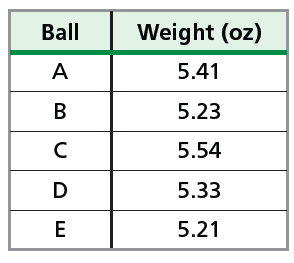 Ball Weight (oz)
A 5.41
B 5.23
C 5.54
D 5.33
E 5.21